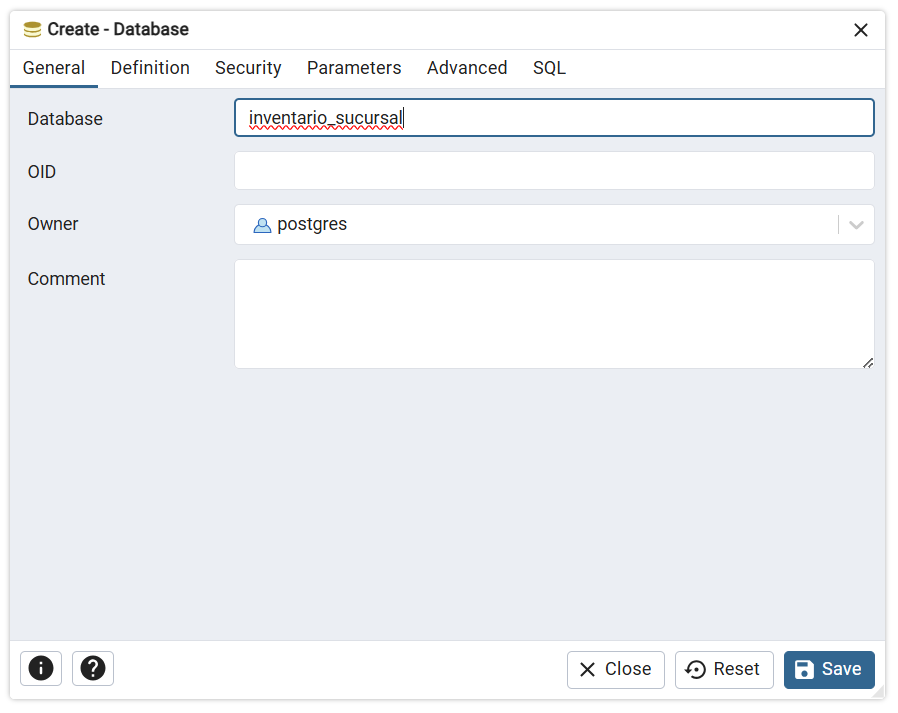 Create - Database
General Definition Security Parameters Advanced SQL
Database inventario_sucursal
OID
Owner postgres
Comment
Close Reset Save